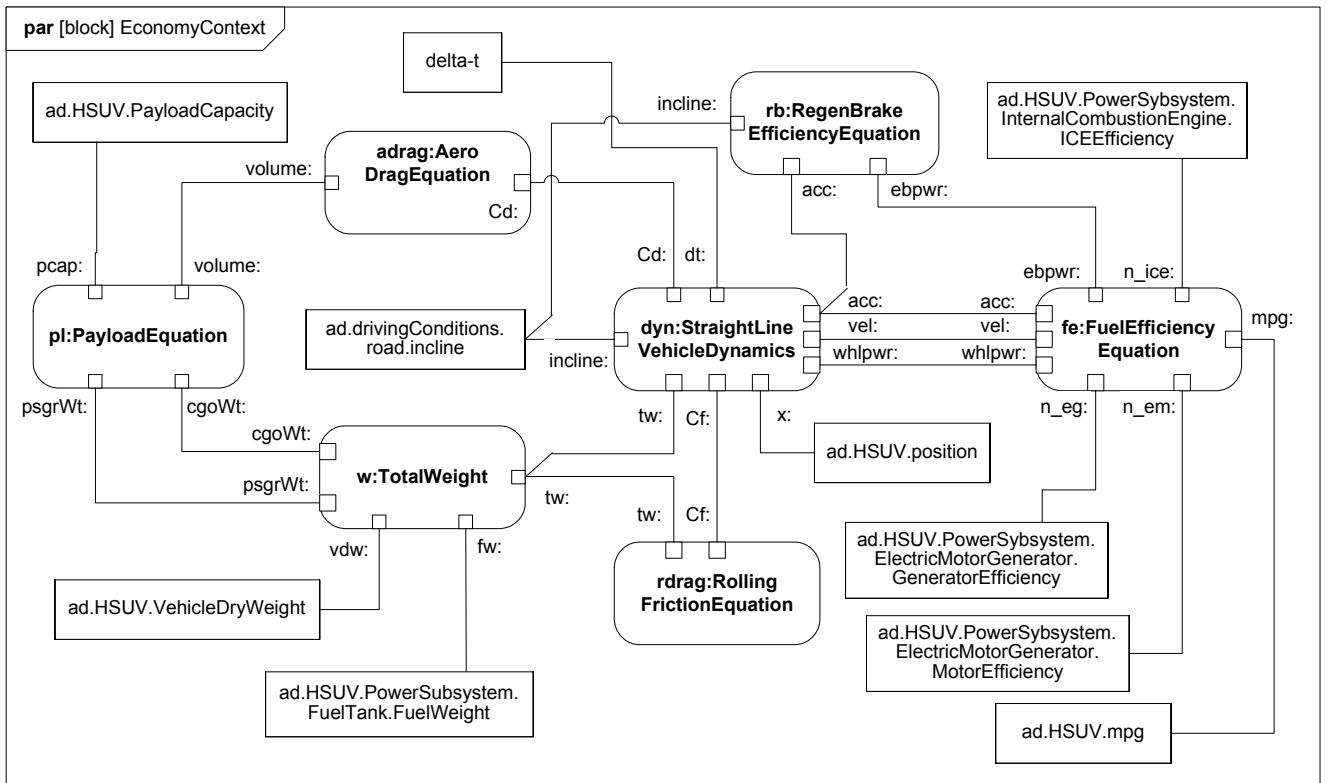 par [block] EconomyContext
delta-t
ad.HSUV.PayloadCapacity
incline:
rb:RegenBrake
EfficiencyEquation
ad.HSUV.PowerSybsystem.
InternalCombustionEngine.
ICEEfficiency
adrag:Aero
DragEquation
volume:
Cd:
acc:
ebpwr:
pcap:
volume:
Cd:
dt:
ebpwr:
n_ice:
pl:PayloadEquation
ad.drivingConditions.
road.incline
incline:
dyn:StraightLine
VehicleDynamics
acc:
vel:
whlpwr:
acc:
vel:
whlpwr:
fe:FuelEfficiency
Equation
mpg:
psgrWt:
cgoWt:
tw:
Cf:
x:
n_eg:
n_em:
cgoWt:
psgrWt:
w:TotalWeight
tw:
ad.HSUV.position
vdw:
fw:
tw:
Cf:
rdrag:Rolling
FrictionEquation
ad.HSUV.PowerSybsystem.
ElectricMotorGenerator.
GeneratorEfficiency
ad.HSUV.VehicleDryWeight
ad.HSUV.PowerSybsystem.
ElectricMotorGenerator.
MotorEfficiency
ad.HSUV.PowerSubsystem.
FuelTank.FuelWeight
ad.HSUV.mpg